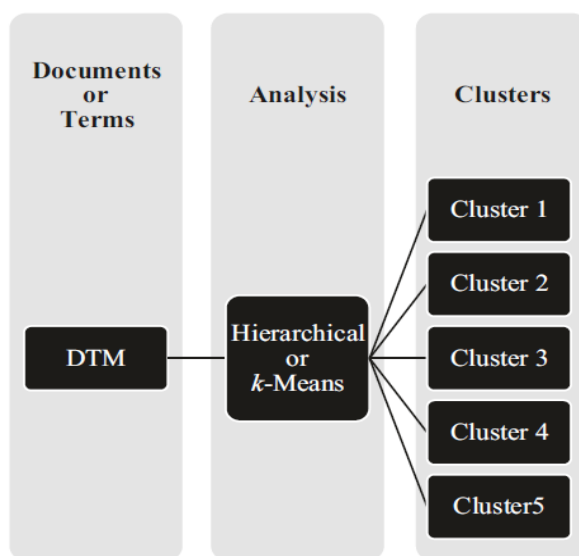 Documents
or
Terms
Analysis
Clusters
DTM
Hierarchical
or
k-Means
Cluster 1
Cluster 2
Cluster 3
Cluster 4
Cluster5